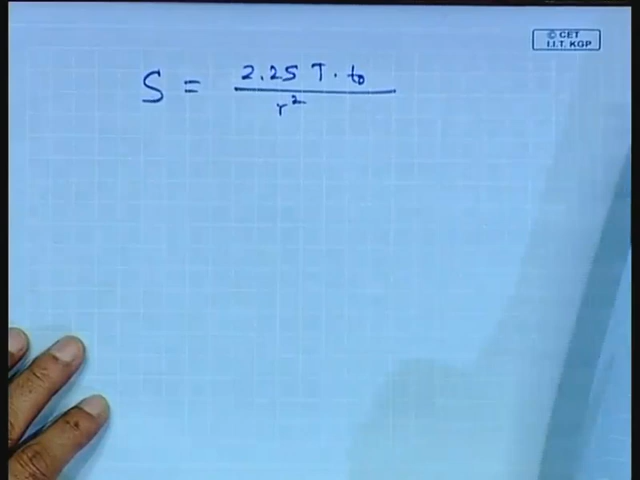 © CET
I.I.T. KGP
S = 2.25 T · t₀ / r²